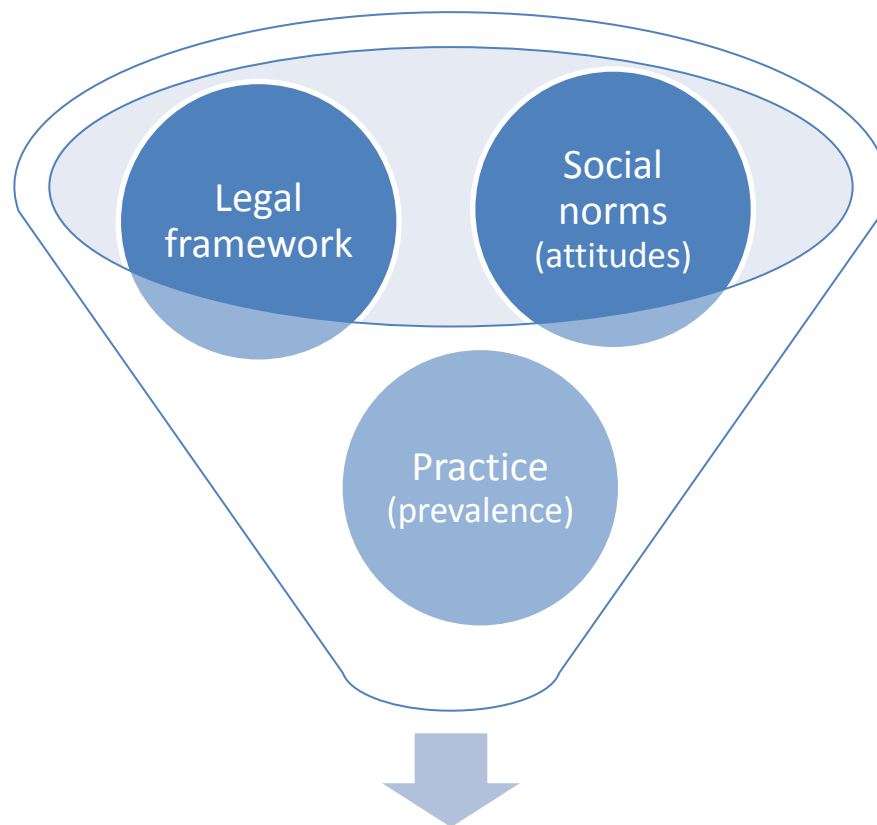 Legal
framework
Social
norms
(attitudes)
Practice
(prevalence)